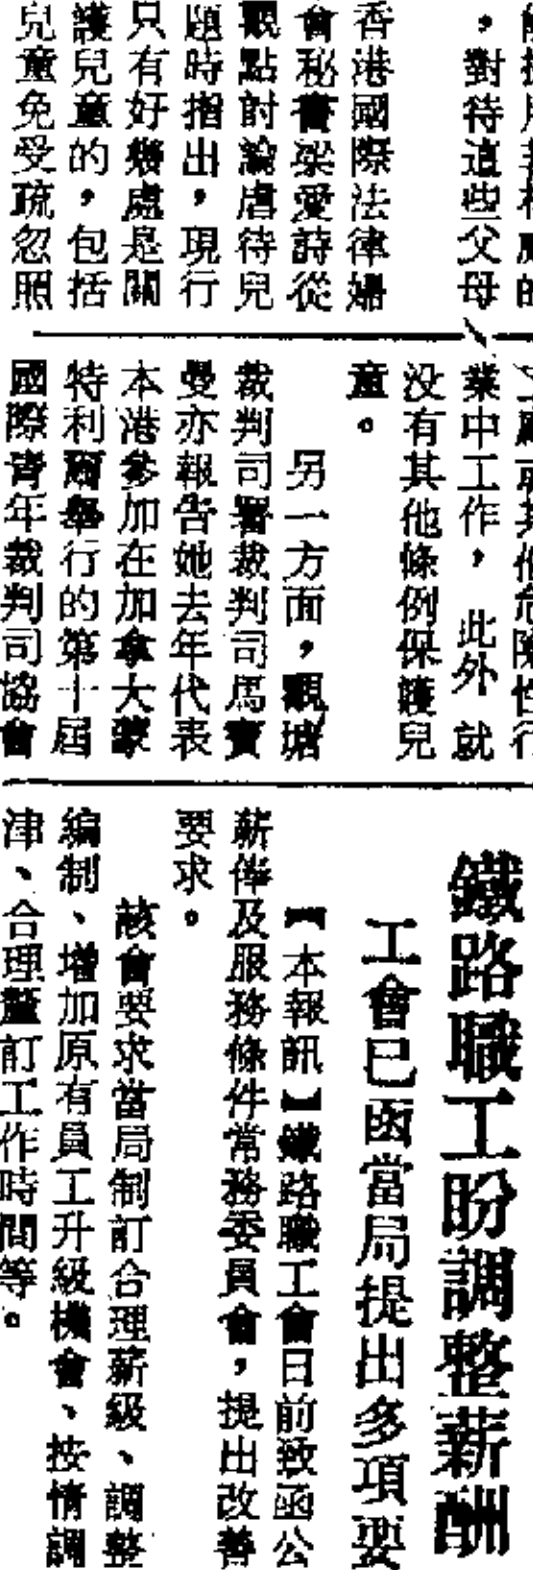 ，對待這些父母
香港國際法律婦
會秘書梁愛詩從
觀點討論虐待兒
題時指出，現行
只有好幾處是關
護兒童的，包括
兒童免受疏忽照
業中工作，此外就
没有其他條例保護兒
童。
另一方面，觀塘
裁判司署裁判司馬寶
曼亦報告她去年代表
本港參加在加拿大蒙
特利爾舉行的第十屆
國際青年裁判司協會
鐵路職工盼調整薪酬
工會已函當局提出多項要
【本報訊】鐵路職工會日前致函公
薪俸及服務條件常務委員會，提出改善
要求。
該會要求當局制訂合理薪級、調整
編制、增加原有員工升級機會、按情調
津、合理釐訂工作時間等。